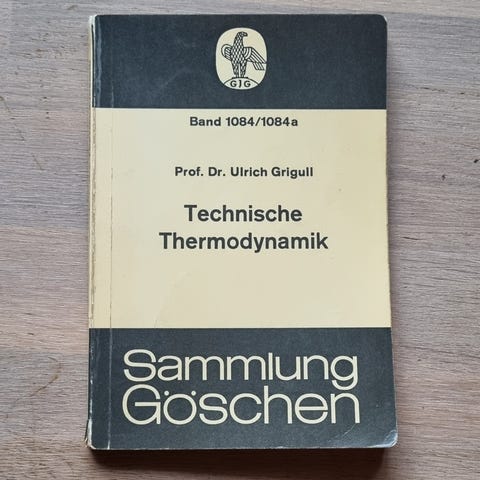 GJG
Band 1084/1084a
Prof. Dr. Ulrich Grigull
Technische
Thermodynamik
Sammlung
Göschen